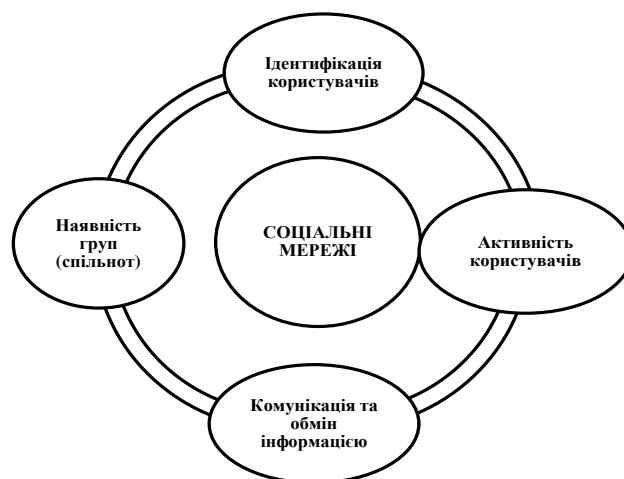 Ідентифікація
користувачів
Наявність
груп
(спільнот)
СОЦІАЛЬНІ
МЕРЕЖІ
Активність
користувачів
Комунікація та
обмін
інформацією